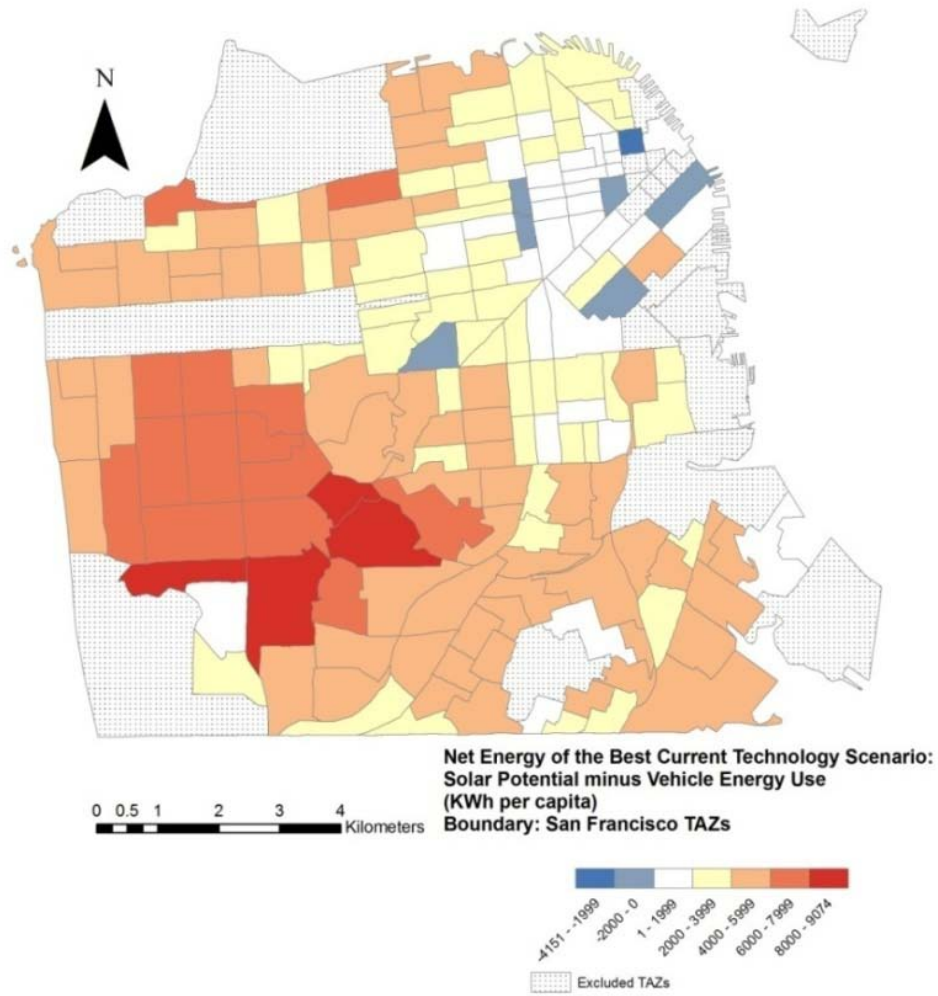 N
Net Energy of the Best Current Technology Scenario:
Solar Potential minus Vehicle Energy Use
(KWh per capita)
Boundary: San Francisco TAZs
0 0.5 1 2 3 4
Kilometers
-4151 - -1999
-2000 - 0
1 - 1999
2000 - 3999
4000 - 5999
6000 - 7999
8000 - 9074
Excluded TAZs